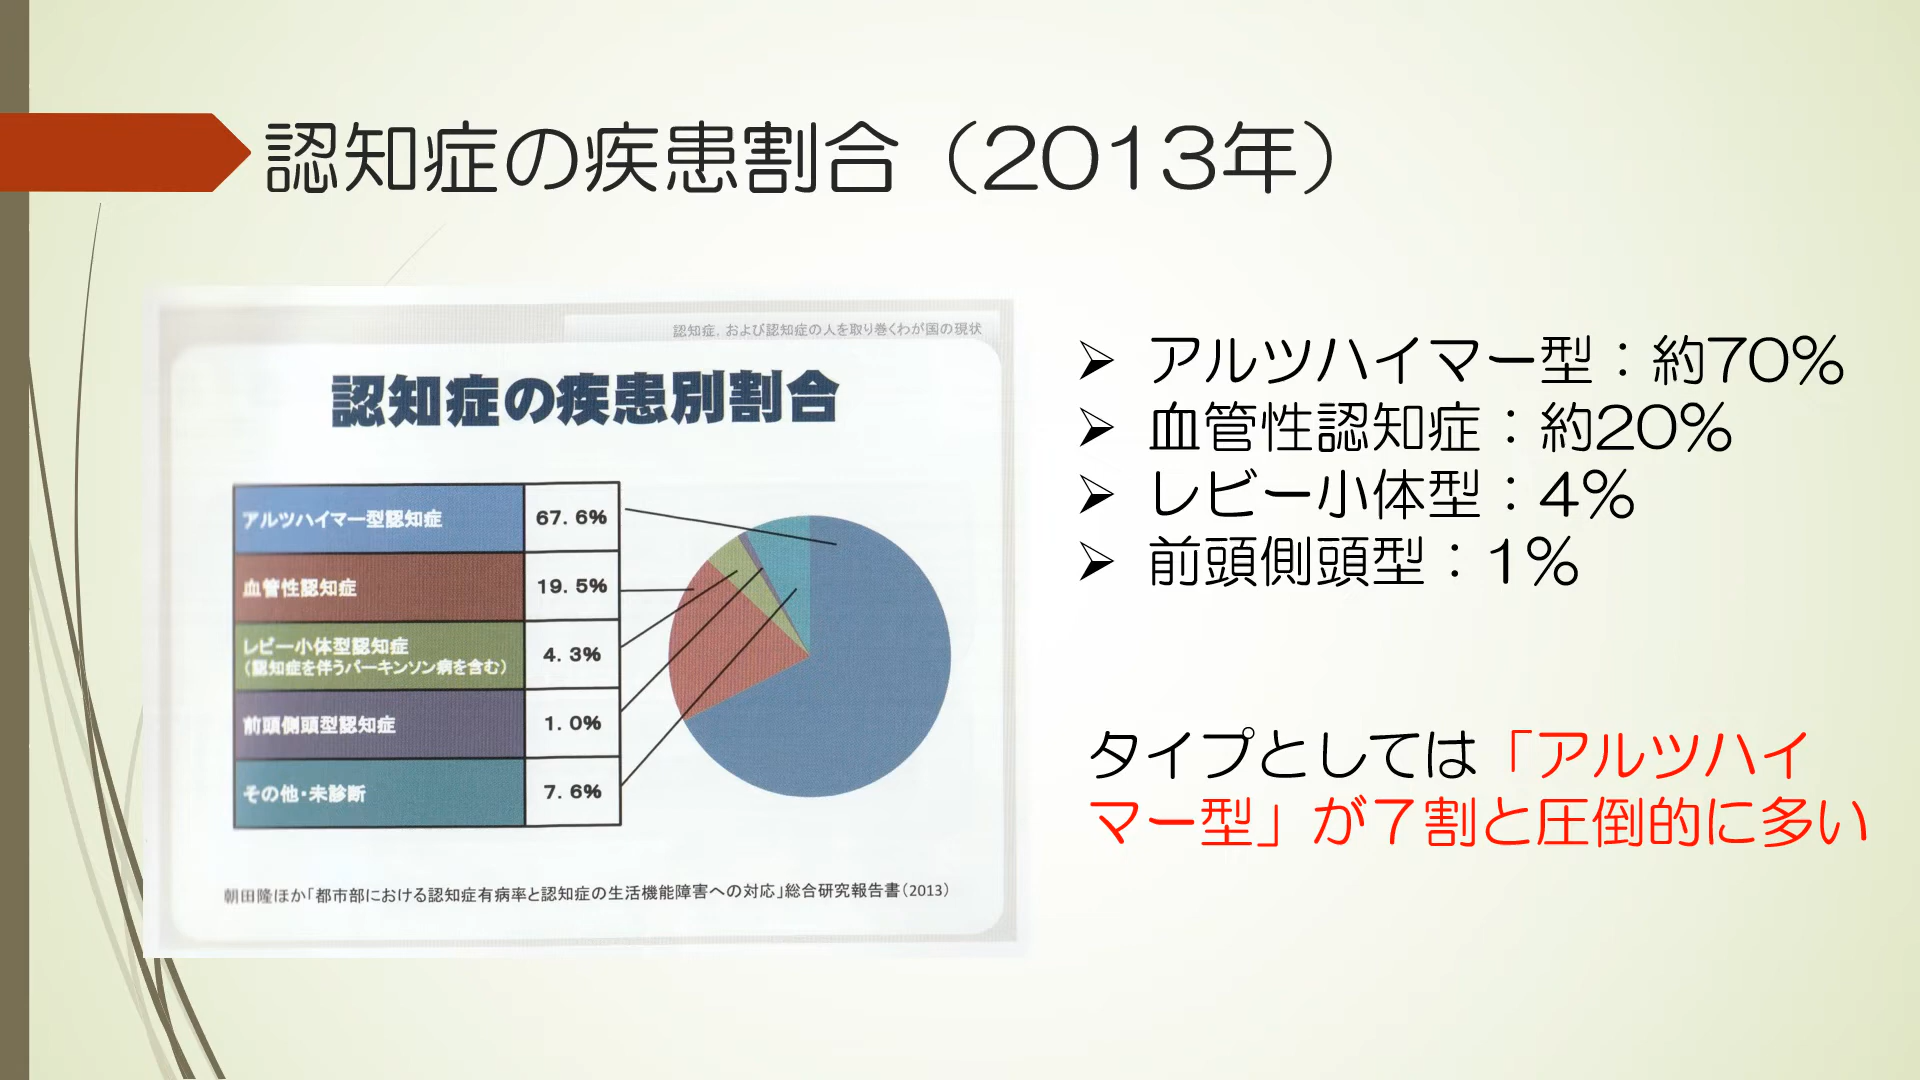 認知症の疾患割合（2013年）
認知症，および認知症の人を取り巻くわが国の現状
認知症の疾患別割合
アルツハイマー型認知症 67.6%
血管性認知症 19.5%
レビー小体型認知症
（認知症を伴うパーキンソン病を含む） 4.3%
前頭側頭型認知症 1.0%
その他・未診断 7.6%
朝田隆ほか「都市部における認知症有病率と認知症の生活機能障害への対応」総合研究報告書（2013）
➢ アルツハイマー型：約70%
➢ 血管性認知症：約20%
➢ レビー小体型：4%
➢ 前頭側頭型：1%
タイプとしては「アルツハイ
マー型」が７割と圧倒的に多い